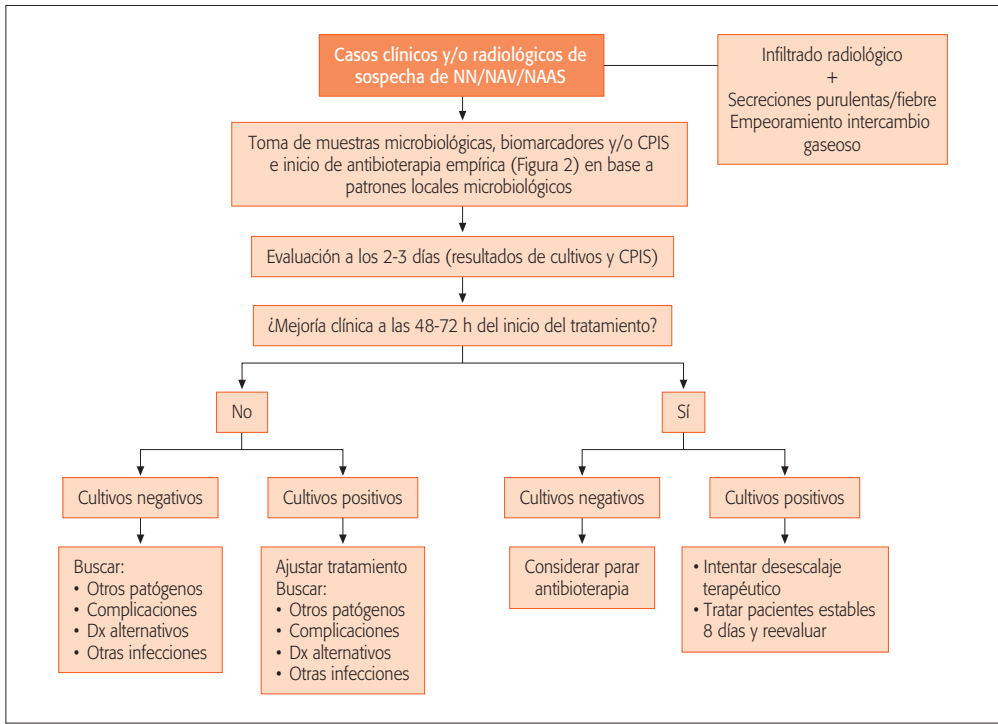 Casos clínicos y/o radiológicos de
sospecha de NN/NAV/NAAS
Infiltrado radiológico
+
Secreciones purulentas/fiebre
Empeoramiento intercambio
gaseoso
Toma de muestras microbiológicas, biomarcadores y/o CPIS
e inicio de antibioterapia empírica (Figura 2) en base a
patrones locales microbiológicos
Evaluación a los 2-3 días (resultados de cultivos y CPIS)
¿Mejoría clínica a las 48-72 h del inicio del tratamiento?
No
Sí
Cultivos negativos
Cultivos positivos
Cultivos negativos
Cultivos positivos
Buscar:
• Otros patógenos
• Complicaciones
• Dx alternativos
• Otras infecciones
Ajustar tratamiento
Buscar:
• Otros patógenos
• Complicaciones
• Dx alternativos
• Otras infecciones
Considerar parar
antibioterapia
• Intentar desescalaje
terapéutico
• Tratar pacientes estables
8 días y reevaluar